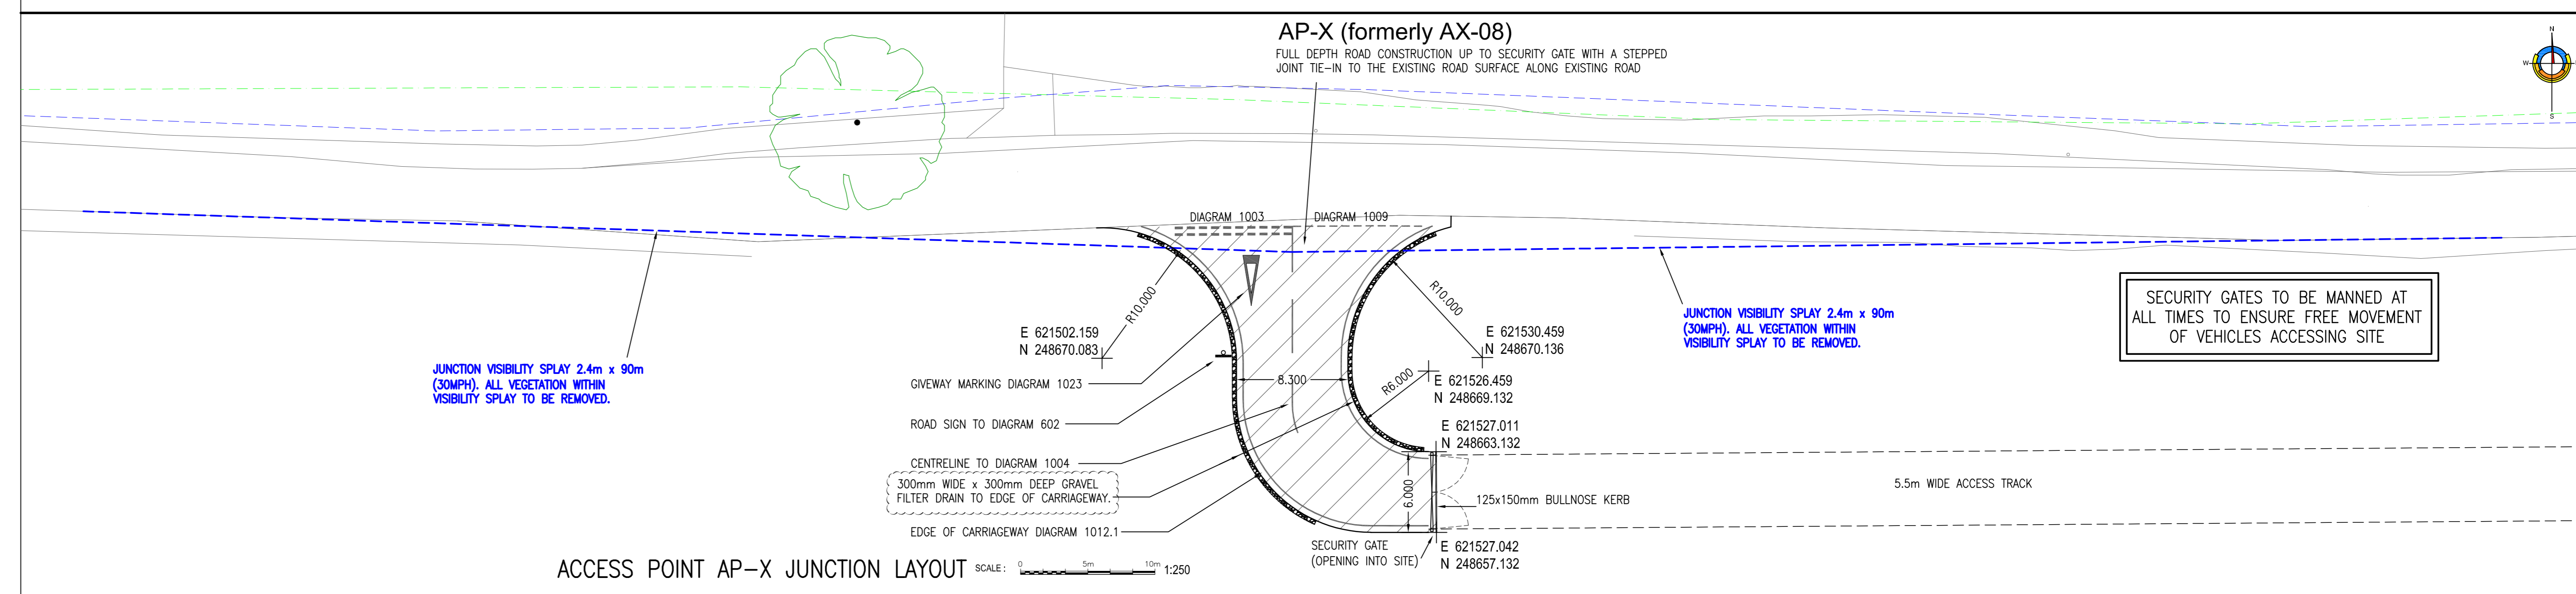 AP-X (formerly AX-08)
FULL DEPTH ROAD CONSTRUCTION UP TO SECURITY GATE WITH A STEPPED
JOINT TIE-IN TO THE EXISTING ROAD SURFACE ALONG EXISTING ROAD
N
W
S
DIAGRAM 1003
DIAGRAM 1009
R10.000
R10.000
E 621502.159
N 248670.083
E 621530.459
N 248670.136
JUNCTION VISIBILITY SPLAY 2.4m x 90m
(30MPH). ALL VEGETATION WITHIN
VISIBILITY SPLAY TO BE REMOVED.
JUNCTION VISIBILITY SPLAY 2.4m x 90m
(30MPH). ALL VEGETATION WITHIN
VISIBILITY SPLAY TO BE REMOVED.
SECURITY GATES TO BE MANNED AT
ALL TIMES TO ENSURE FREE MOVEMENT
OF VEHICLES ACCESSING SITE
GIVEWAY MARKING DIAGRAM 1023
8.300
R6.000
E 621526.459
N 248669.132
ROAD SIGN TO DIAGRAM 602
E 621527.011
N 248663.132
CENTRELINE TO DIAGRAM 1004
300mm WIDE x 300mm DEEP GRAVEL
FILTER DRAIN TO EDGE OF CARRIAGEWAY.
6.000
125x150mm BULLNOSE KERB
5.5m WIDE ACCESS TRACK
EDGE OF CARRIAGEWAY DIAGRAM 1012.1
SECURITY GATE
(OPENING INTO SITE)
E 621527.042
N 248657.132
ACCESS POINT AP-X JUNCTION LAYOUT
SCALE: 0 5m 10m 1:250